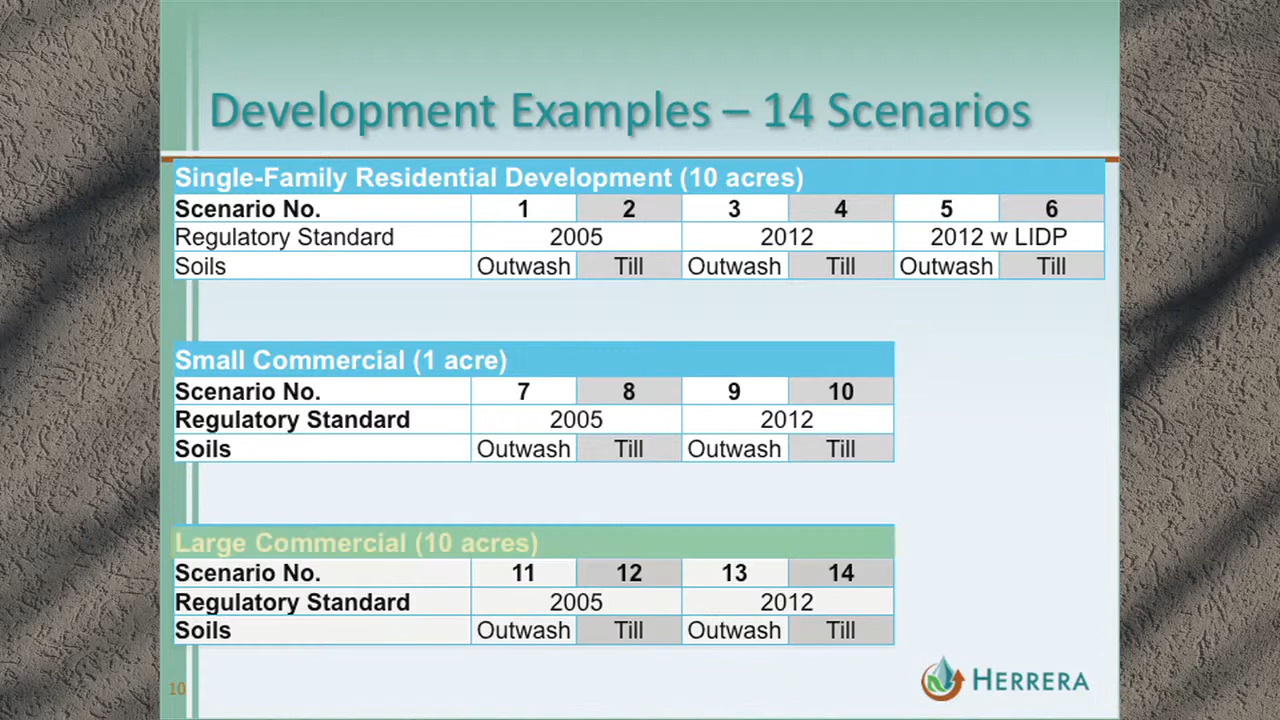 Development Examples – 14 Scenarios
Single-Family Residential Development (10 acres)
Scenario No. 1 2 3 4 5 6
Regulatory Standard 2005 2012 2012 w LIDP
Soils Outwash Till Outwash Till Outwash Till
Small Commercial (1 acre)
Scenario No. 7 8 9 10
Regulatory Standard 2005 2012
Soils Outwash Till Outwash Till
Large Commercial (10 acres)
Scenario No. 11 12 13 14
Regulatory Standard 2005 2012
Soils Outwash Till Outwash Till
10
HERRERA